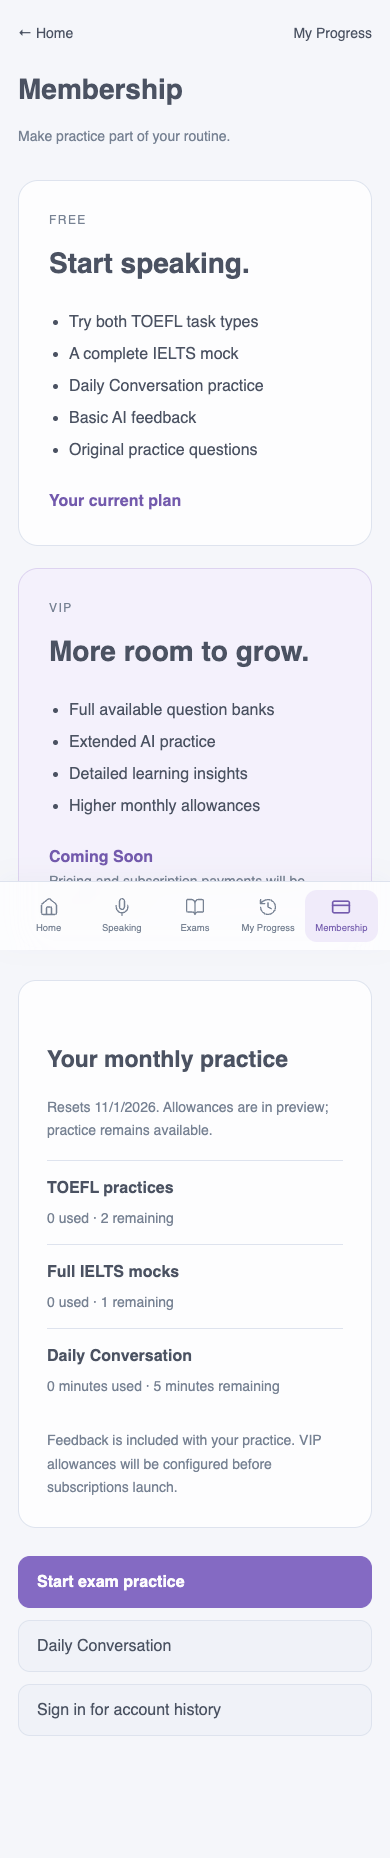 ← Home
My Progress
Membership
Make practice part of your routine.
FREE
Start speaking.
• Try both TOEFL task types
• A complete IELTS mock
• Daily Conversation practice
• Basic AI feedback
• Original practice questions
Your current plan
VIP
More room to grow.
• Full available question banks
• Extended AI practice
• Detailed learning insights
• Higher monthly allowances
Coming Soon
Pricing and subscription payments will be
Home
Speaking
Exams
My Progress
Membership
Your monthly practice
Resets 11/1/2026. Allowances are in preview;
practice remains available.
TOEFL practices
0 used · 2 remaining
Full IELTS mocks
0 used · 1 remaining
Daily Conversation
0 minutes used · 5 minutes remaining
Feedback is included with your practice. VIP
allowances will be configured before
subscriptions launch.
Start exam practice
Daily Conversation
Sign in for account history